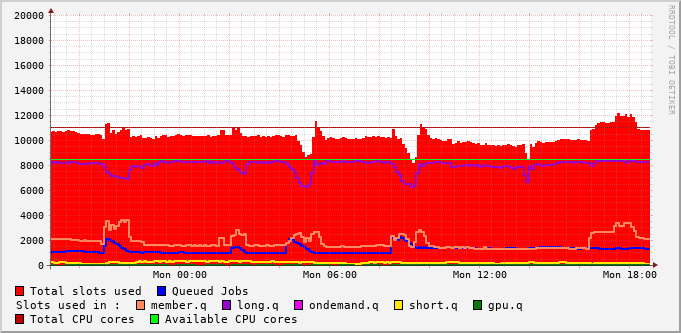 RRDTOOL / TOBI OETIKER
20000
18000
16000
14000
12000
10000
8000
6000
4000
2000
0
Mon 00:00 Mon 06:00 Mon 12:00 Mon 18:00
Total slots used Queued Jobs
Slots used in : member.q long.q ondemand.q short.q gpu.q
Total CPU cores Available CPU cores